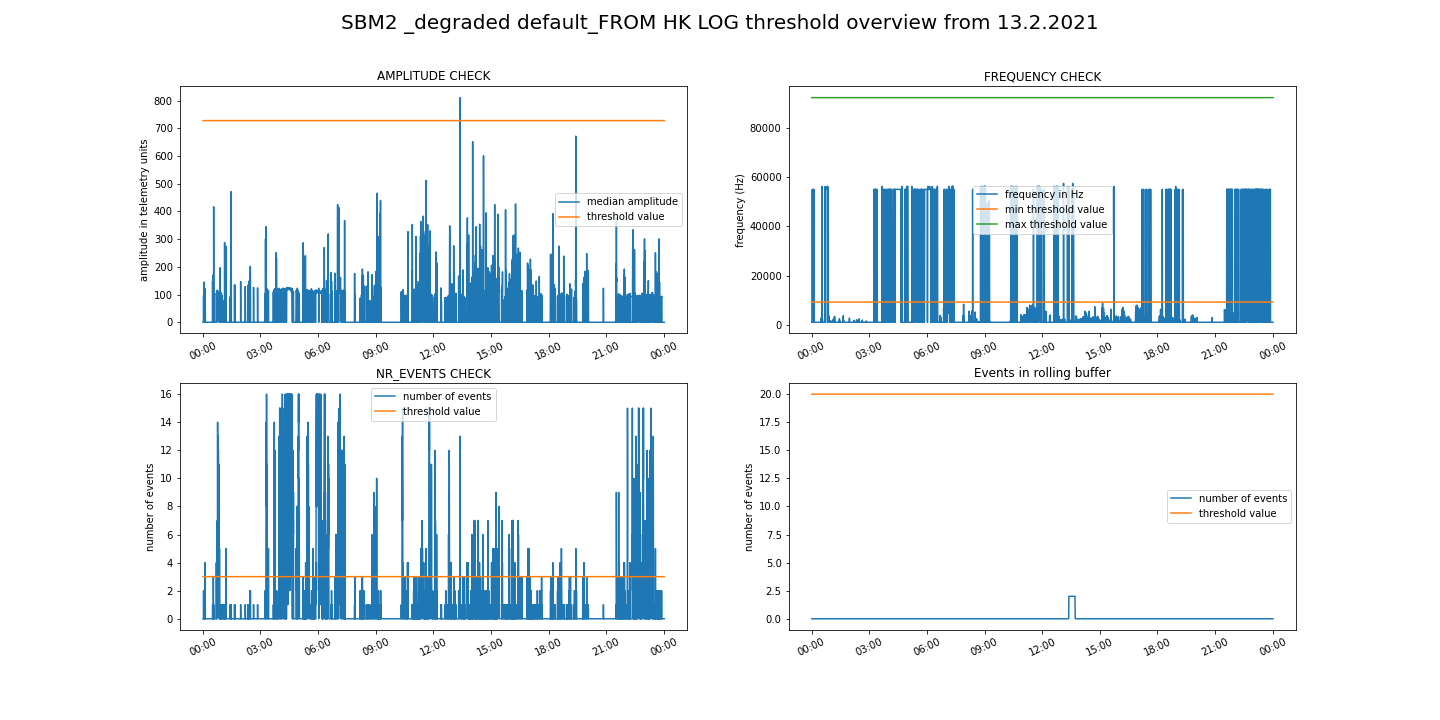 SBM2 _degraded default_FROM HK LOG threshold overview from 13.2.2021
AMPLITUDE CHECK
amplitude in telemetry units
800
700
600
500
400
300
200
100
0
median amplitude
threshold value
00:00 03:00 06:00 09:00 12:00 15:00 18:00 21:00 00:00
FREQUENCY CHECK
frequency (Hz)
80000
60000
40000
20000
0
frequency in Hz
min threshold value
max threshold value
00:00 03:00 06:00 09:00 12:00 15:00 18:00 21:00 00:00
NR_EVENTS CHECK
number of events
16
14
12
10
8
6
4
2
0
number of events
threshold value
00:00 03:00 06:00 09:00 12:00 15:00 18:00 21:00 00:00
Events in rolling buffer
number of events
20.0
17.5
15.0
12.5
10.0
7.5
5.0
2.5
0.0
number of events
threshold value
00:00 03:00 06:00 09:00 12:00 15:00 18:00 21:00 00:00